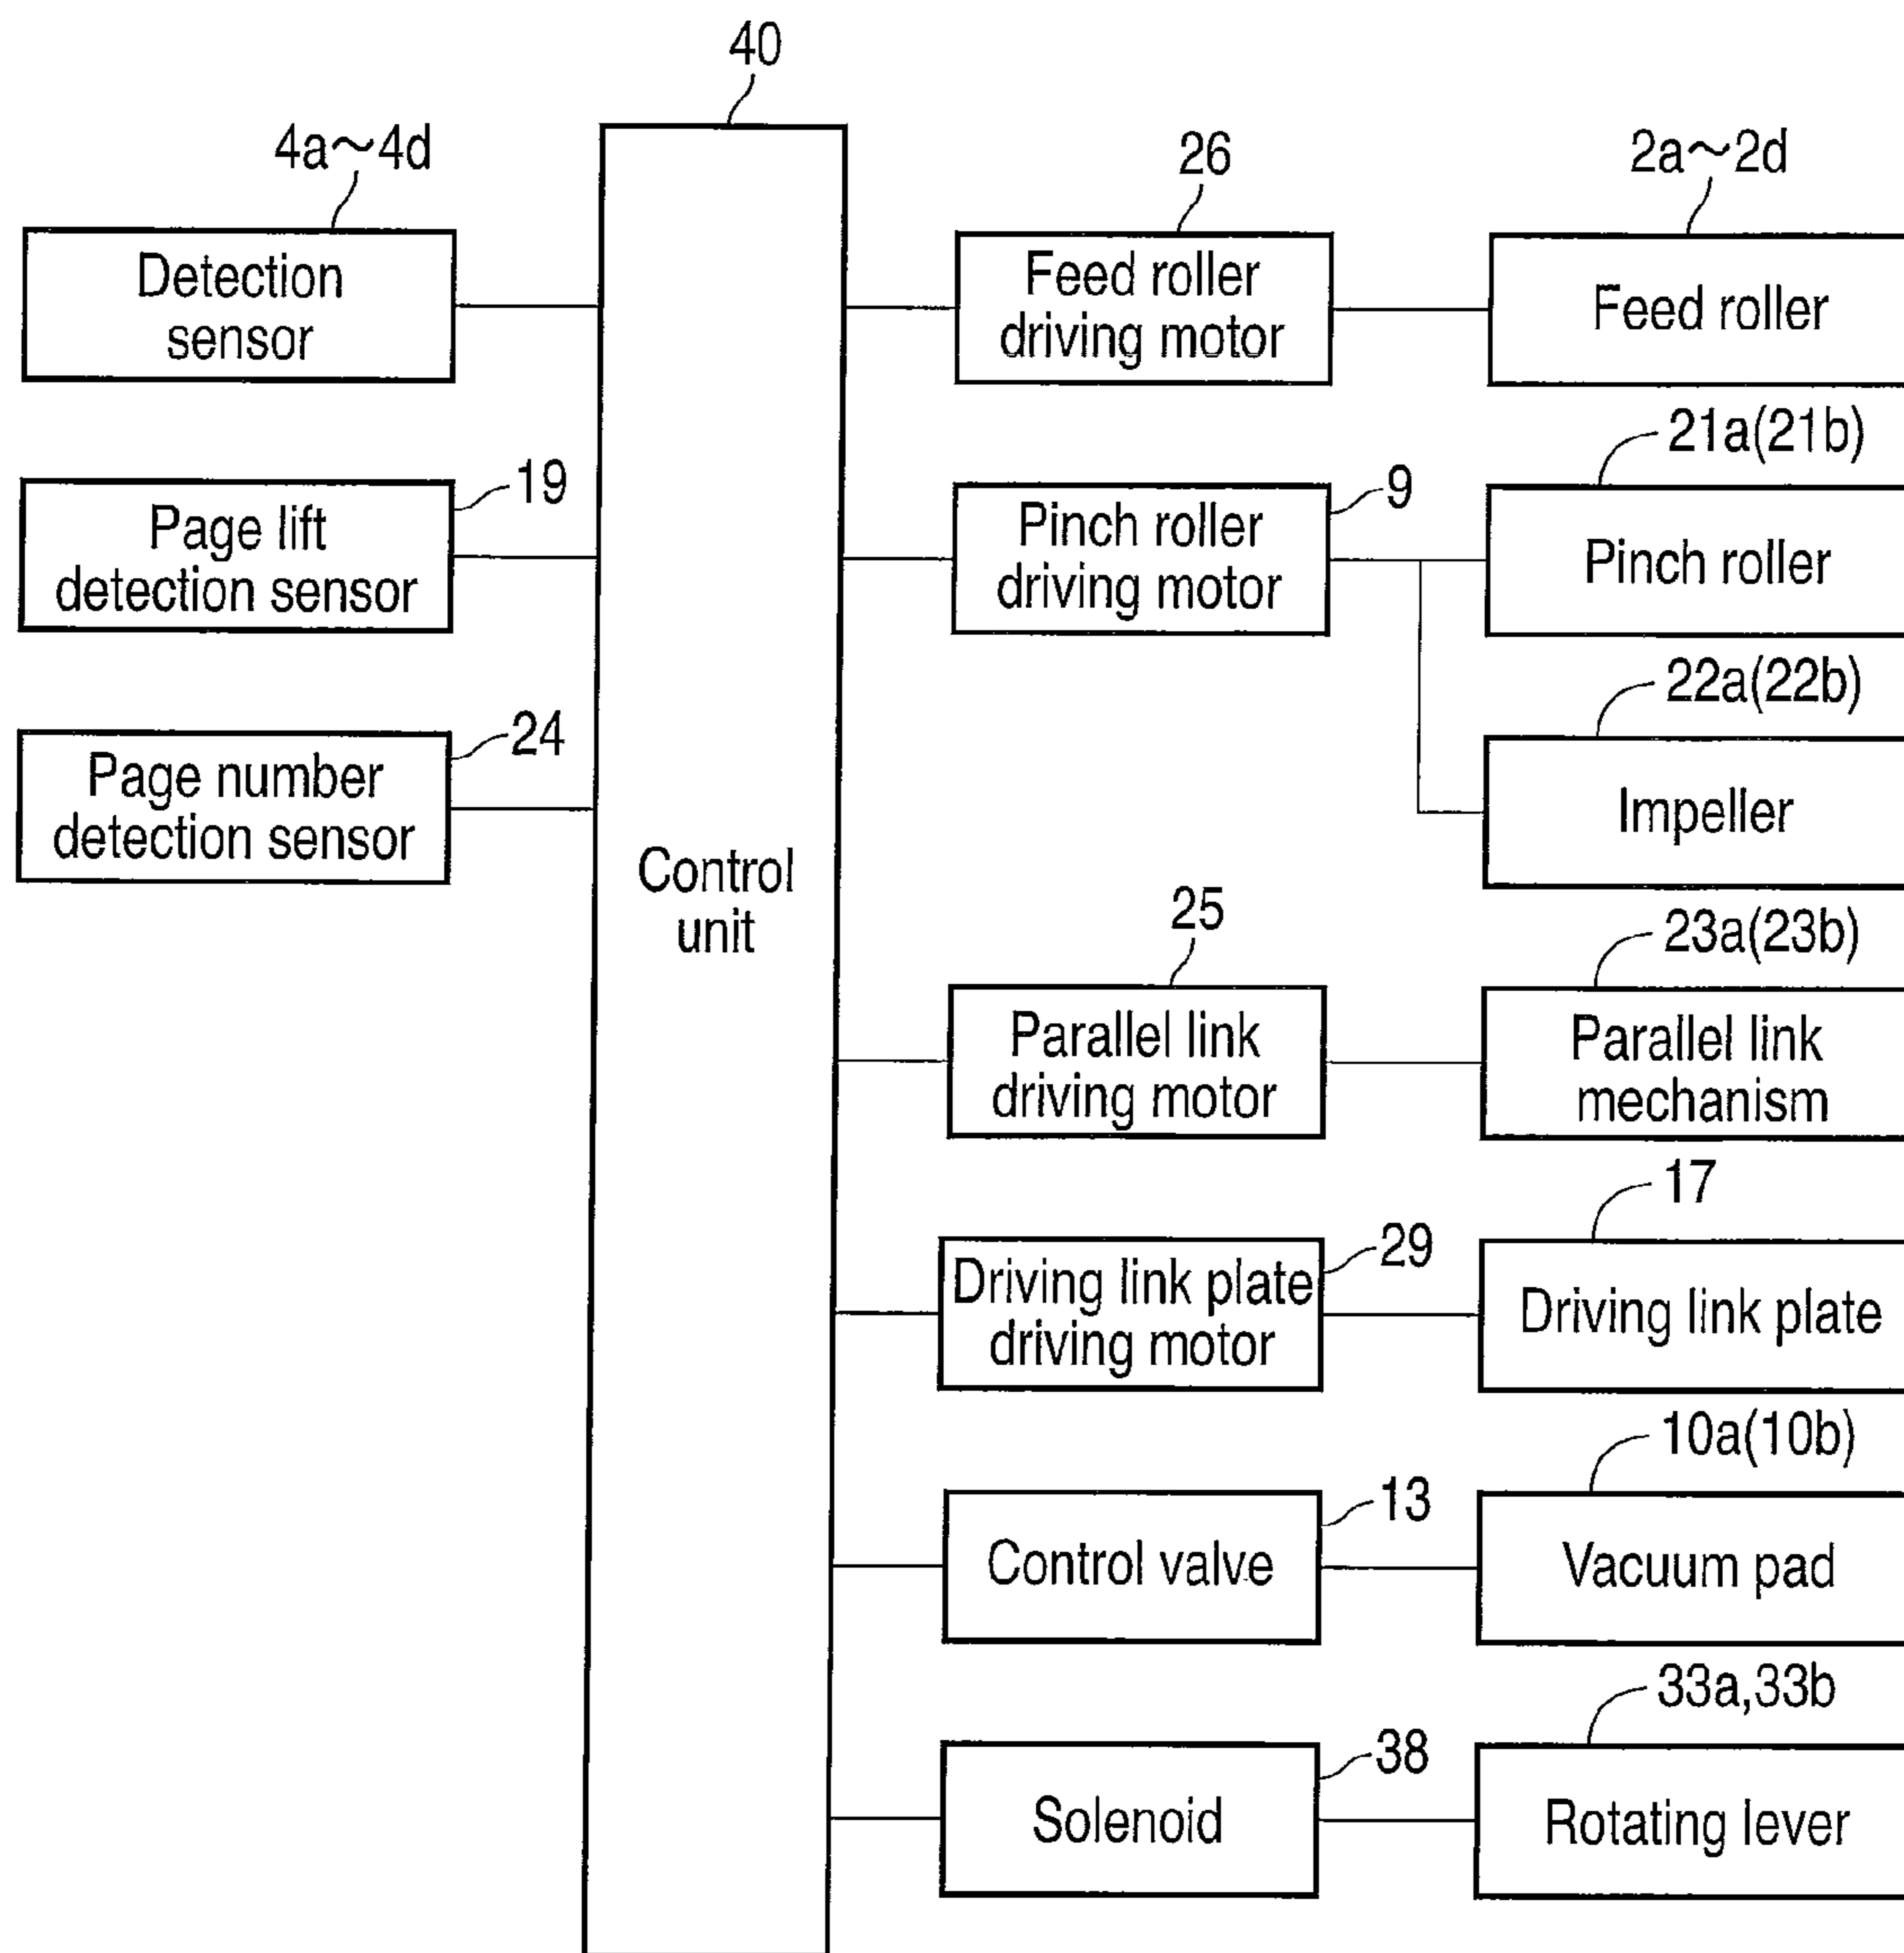 40
4a~4d
Detection
sensor
19
Page lift
detection sensor
24
Page number
detection sensor
Control
unit
26
Feed roller
driving motor
2a~2d
Feed roller
9
Pinch roller
driving motor
21a(21b)
Pinch roller
22a(22b)
Impeller
25
Parallel link
driving motor
23a(23b)
Parallel link
mechanism
29
Driving link plate
driving motor
17
Driving link plate
13
Control valve
10a(10b)
Vacuum pad
38
Solenoid
33a,33b
Rotating lever